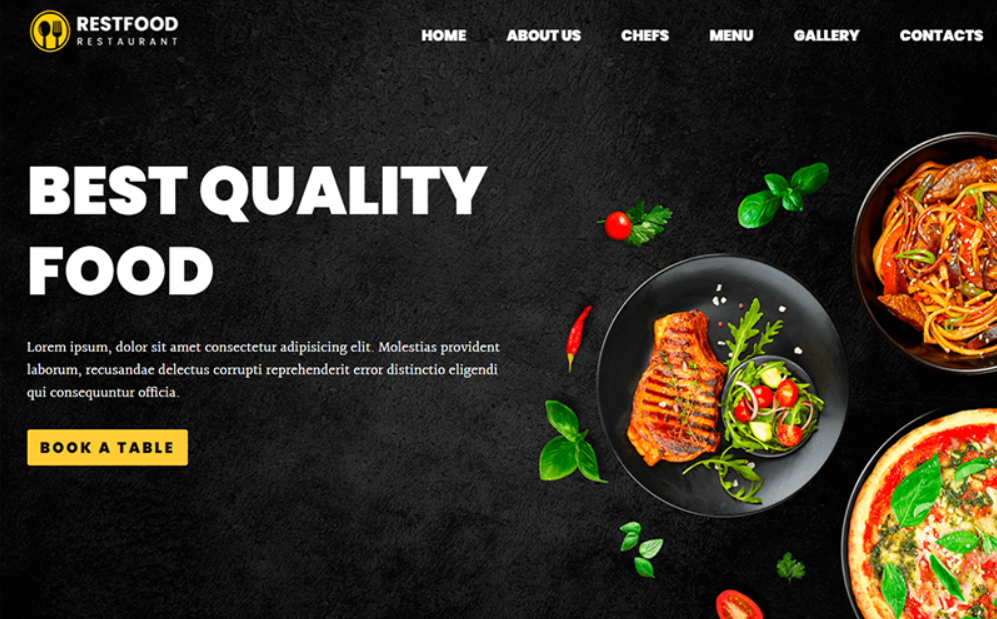 RESTFOOD
RESTAURANT
HOME ABOUT US CHEFS MENU GALLERY CONTACTS
BEST QUALITY
FOOD
Lorem ipsum, dolor sit amet consectetur adipisicing elit. Molestias provident
laborum, recusandae delectus corrupti reprehenderit error distinctio eligendi
qui consequuntur officia.
BOOK A TABLE